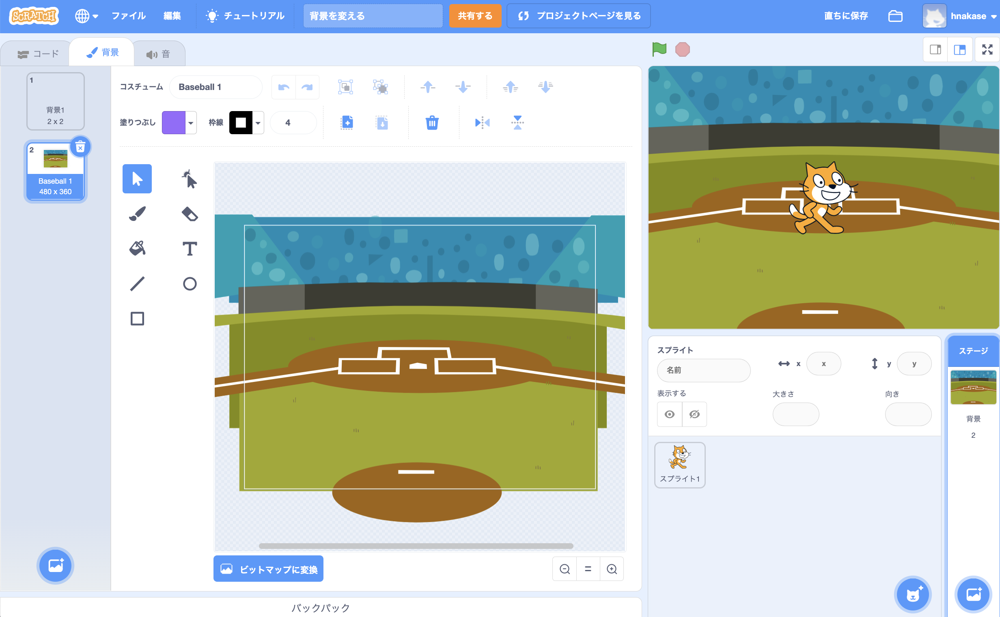 SCRATCH ファイル 編集 チュートリアル 背景を変える 共有する プロジェクトページを見る 直ちに保存 hnakase
コード 背景 音
1
背景1
2 x 2
2
Baseball 1
480 x 360
コスチューム Baseball 1
塗りつぶし 枠線 4
T
ビットマップに変換
バックパック
スプライト
名前
x x
y y
表示する
大きさ
向き
スプライト1
ステージ
背景
2